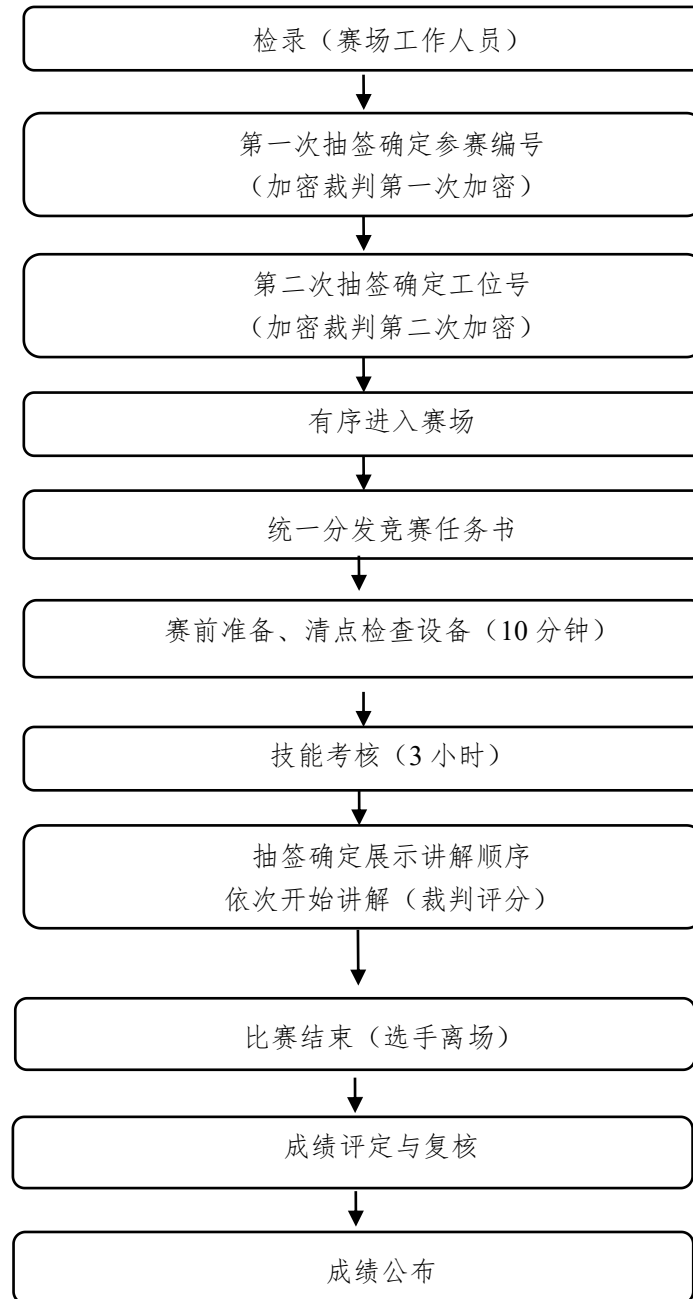 检录（赛场工作人员）
第一次抽签确定参赛编号
（加密裁判第一次加密）
第二次抽签确定工位号
（加密裁判第二次加密）
有序进入赛场
统一分发竞赛任务书
赛前准备、清点检查设备（10 分钟）
技能考核（3 小时）
抽签确定展示讲解顺序
依次开始讲解（裁判评分）
比赛结束（选手离场）
成绩评定与复核
成绩公布